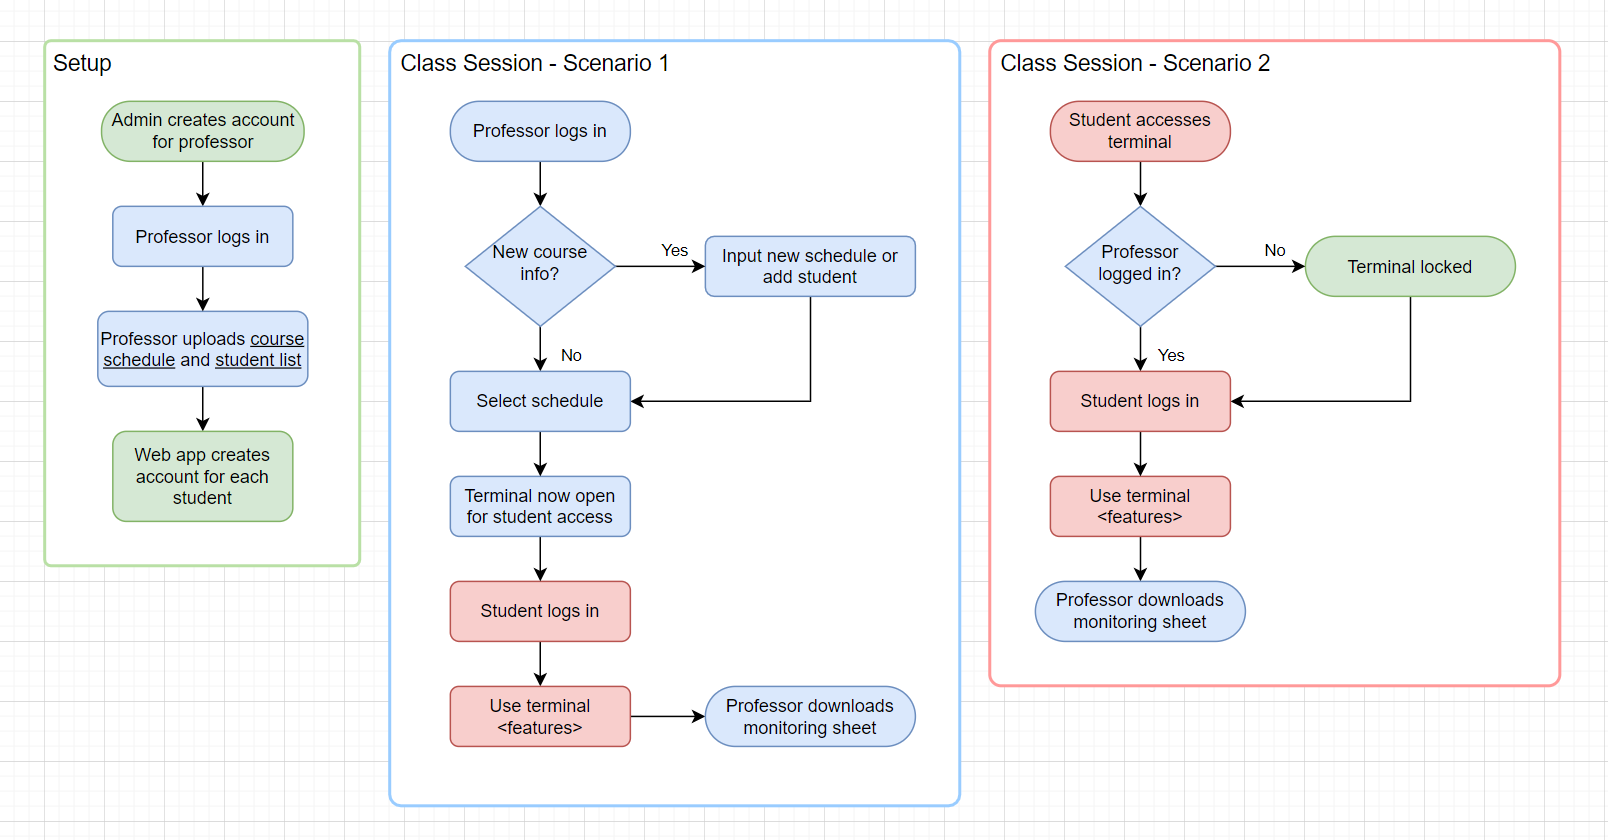 Setup
Admin creates account
for professor
Professor logs in
Professor uploads course
schedule and student list
Web app creates
account for each
student
Class Session - Scenario 1
Professor logs in
New course
info?
Yes
Input new schedule or
add student
No
Select schedule
Terminal now open
for student access
Student logs in
Use terminal
<features>
Professor downloads
monitoring sheet
Class Session - Scenario 2
Student accesses
terminal
Professor
logged in?
No
Terminal locked
Yes
Student logs in
Use terminal
<features>
Professor downloads
monitoring sheet